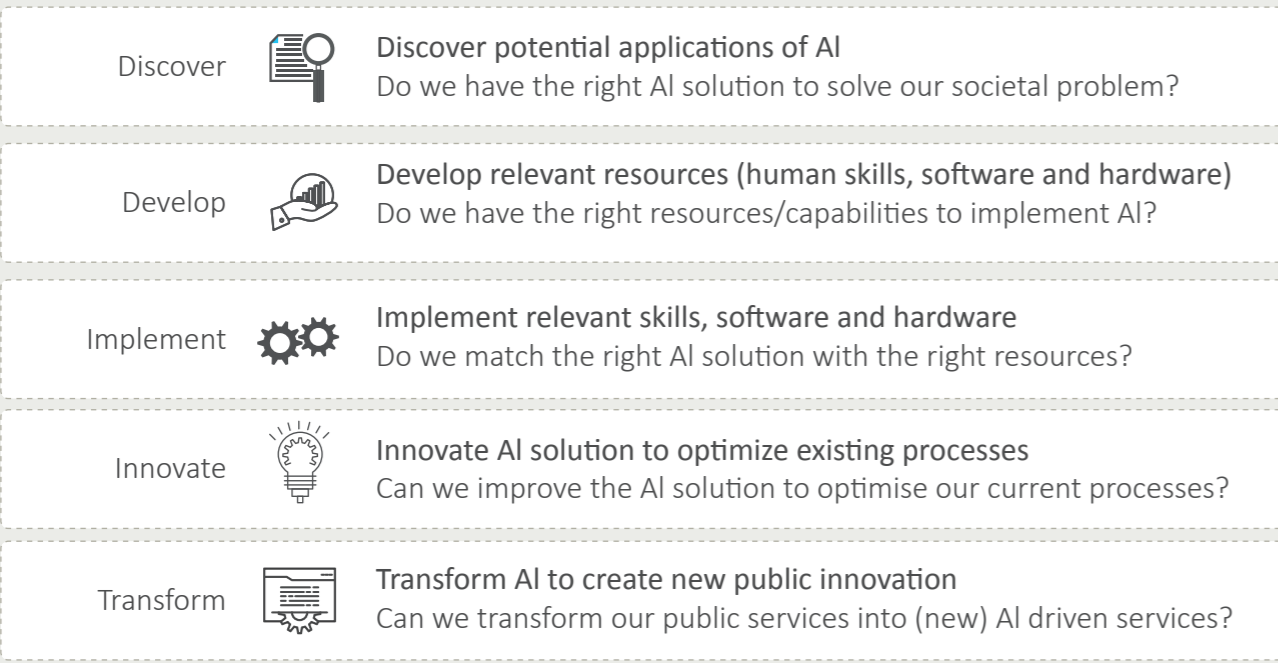 Discover
Discover potential applications of AI
Do we have the right AI solution to solve our societal problem?
Develop
Develop relevant resources (human skills, software and hardware)
Do we have the right resources/capabilities to implement AI?
Implement
Implement relevant skills, software and hardware
Do we match the right AI solution with the right resources?
Innovate
Innovate AI solution to optimize existing processes
Can we improve the AI solution to optimise our current processes?
Transform
Transform AI to create new public innovation
Can we transform our public services into (new) AI driven services?